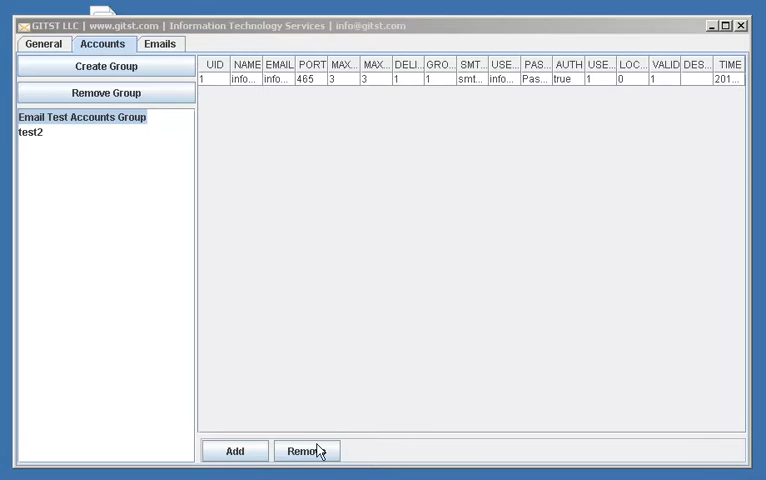 GITST LLC | www.gitst.com | Information Technology Services | info@gitst.com
General Accounts Emails
Create Group
Remove Group
Email Test Accounts Group
test2
UID NAME EMAIL PORT MAX... MAX... DELI... GRO... SMT... USE... PAS... AUTH USE... LOC... VALID DES... TIME
1 info... info... 465 3 3 1 1 smt... info... Pas... true 1 0 1 201...
Add Remove